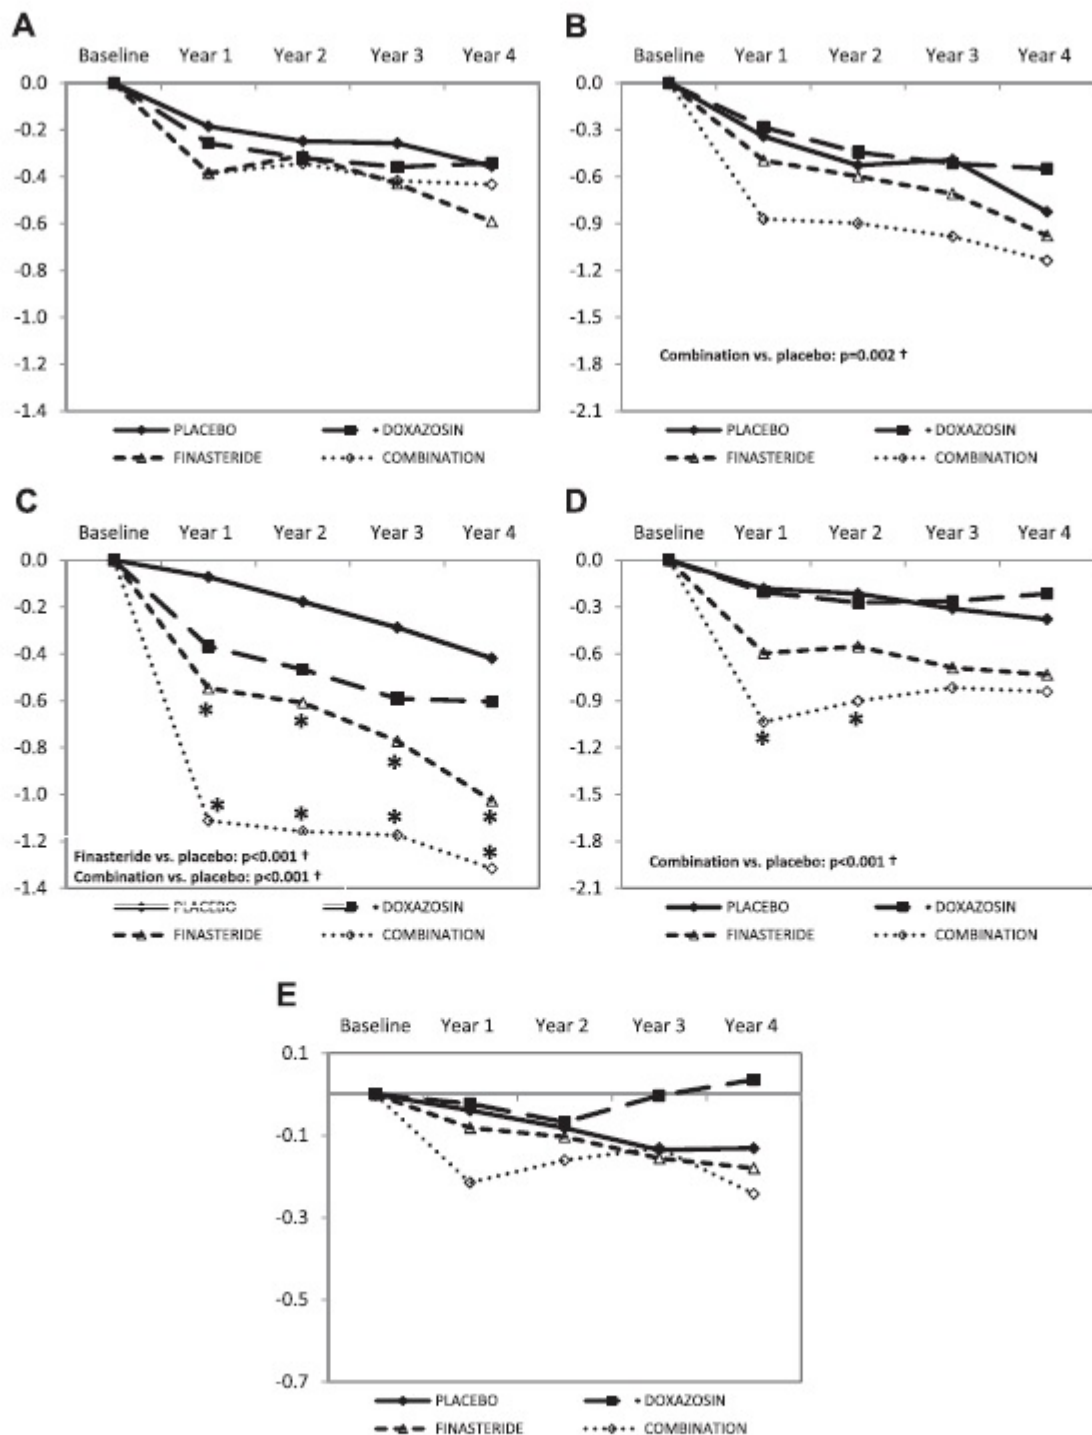 A
B
Baseline Year 1 Year 2 Year 3 Year 4
Baseline Year 1 Year 2 Year 3 Year 4
0.0
-0.2
-0.4
-0.6
-0.8
-1.0
-1.2
-1.4
0.0
-0.3
-0.6
-0.9
-1.2
-1.5
-1.8
-2.1
Combination vs. placebo: p=0.002 †
PLACEBO
DOXAZOSIN
FINASTERIDE
COMBINATION
PLACEBO
DOXAZOSIN
FINASTERIDE
COMBINATION
C
D
Baseline Year 1 Year 2 Year 3 Year 4
Baseline Year 1 Year 2 Year 3 Year 4
0.0
-0.2
-0.4
-0.6
-0.8
-1.0
-1.2
-1.4
*
*
*
*
*
*
*
*
Finasteride vs. placebo: p<0.001 †
Combination vs. placebo: p<0.001 †
0.0
-0.3
-0.6
-0.9
-1.2
-1.5
-1.8
-2.1
*
*
Combination vs. placebo: p<0.001 †
PLACEBO
DOXAZOSIN
FINASTERIDE
COMBINATION
PLACEBO
DOXAZOSIN
FINASTERIDE
COMBINATION
E
Baseline Year 1 Year 2 Year 3 Year 4
0.1
-0.1
-0.3
-0.5
-0.7
PLACEBO
DOXAZOSIN
FINASTERIDE
COMBINATION